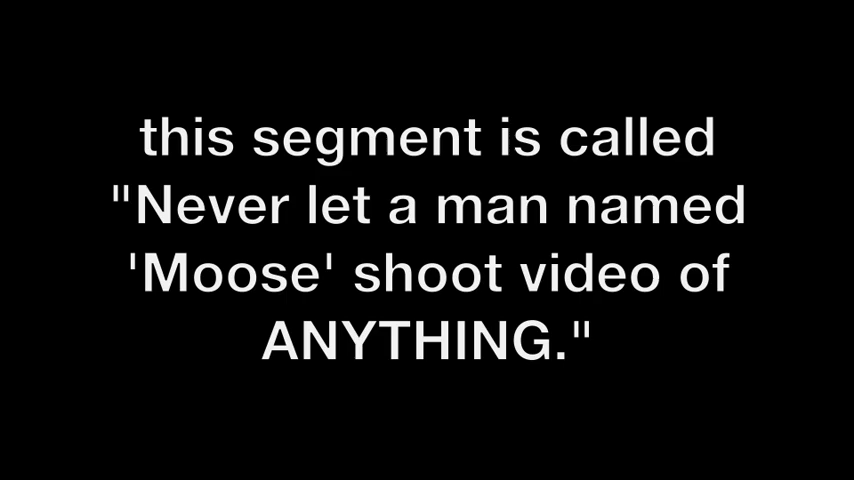 this segment is called
"Never let a man named
'Moose' shoot video of
ANYTHING."